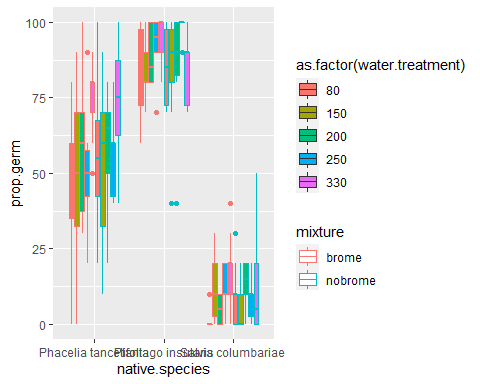 100
75
50
25
0
prop.germ
Phacelia tanacetifolia Plantago insularis Salvia columbariae
native.species
as.factor(water.treatment)
80
150
200
250
330
mixture
brome
nobrome